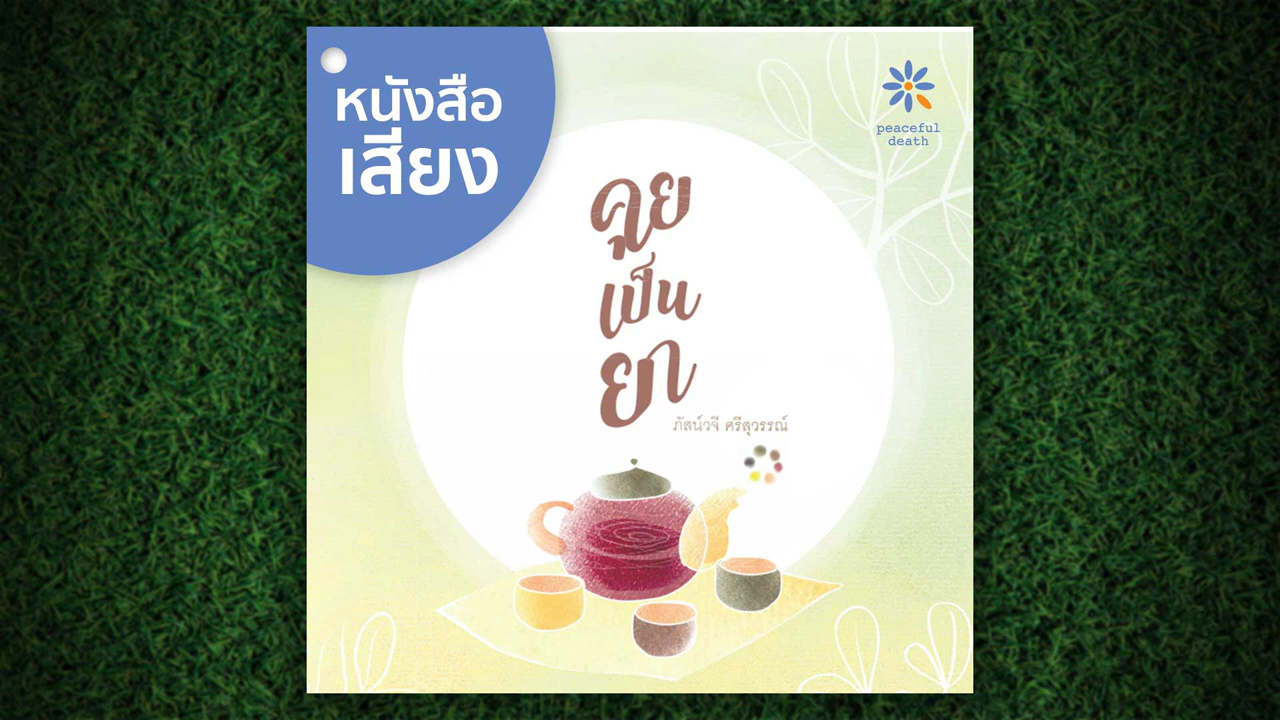 หนังสือ
เสียง
peaceful
death
คุย
เป็น
ยา
ภัสน์วจี ศรีสุวรรณ์